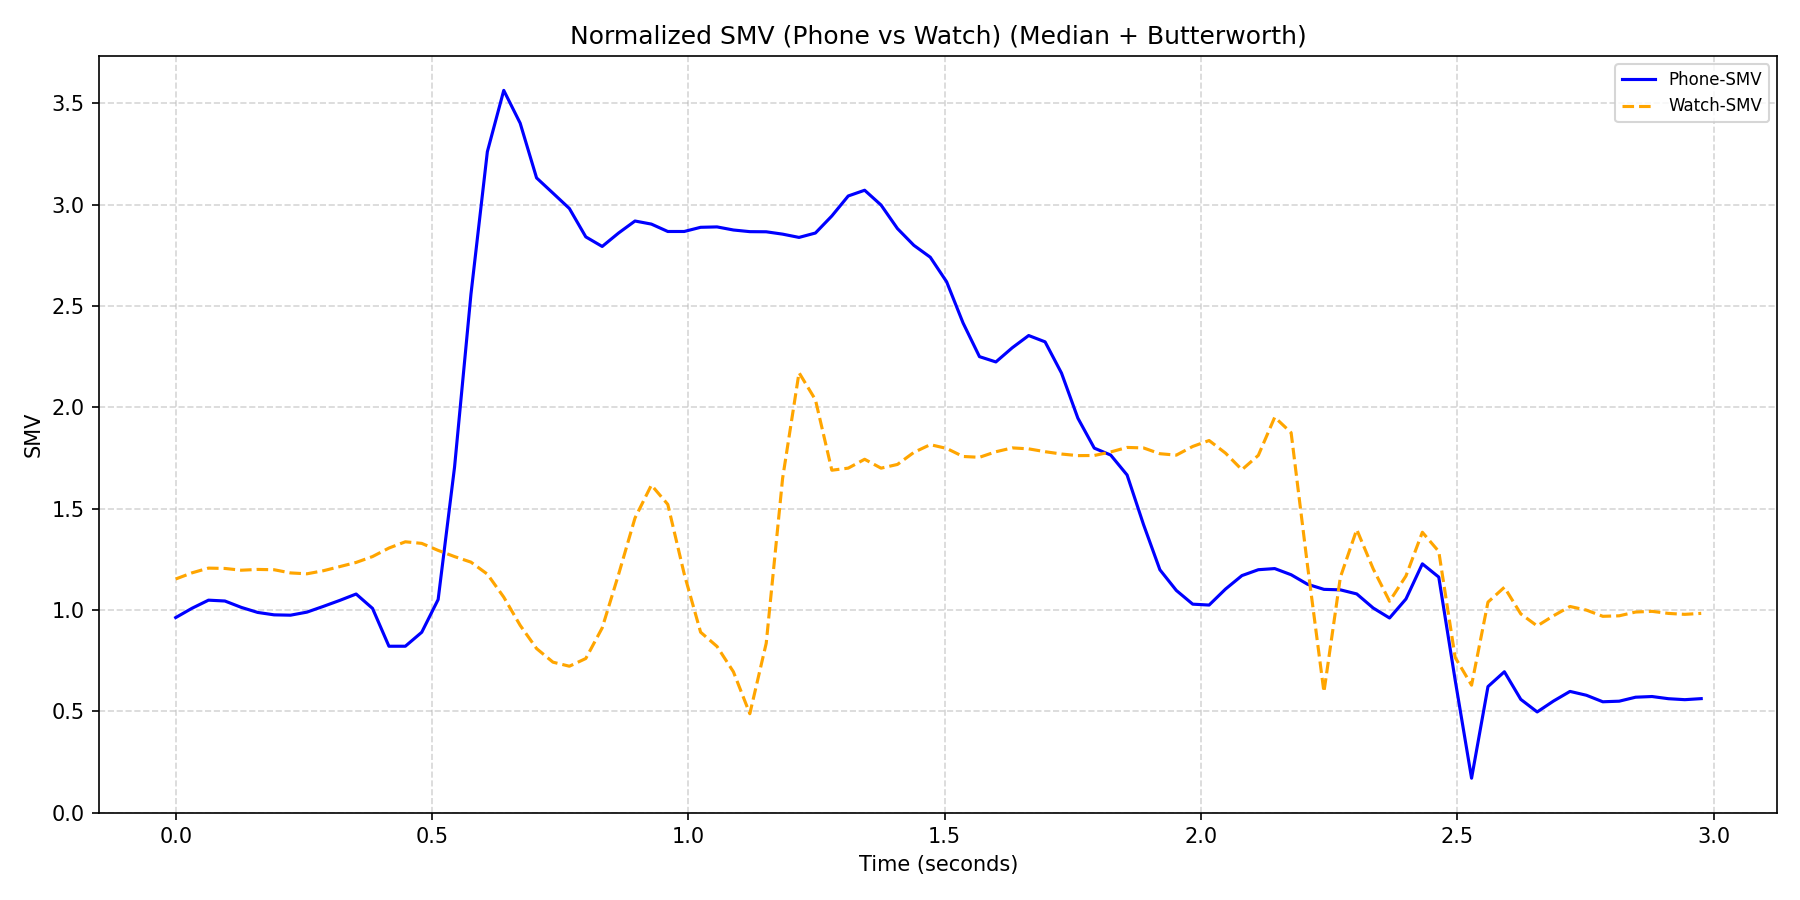 Normalized SMV (Phone vs Watch) (Median + Butterworth)
Phone-SMV
Watch-SMV
SMV
3.5
3.0
2.5
2.0
1.5
1.0
0.5
0.0
0.0 0.5 1.0 1.5 2.0 2.5 3.0
Time (seconds)